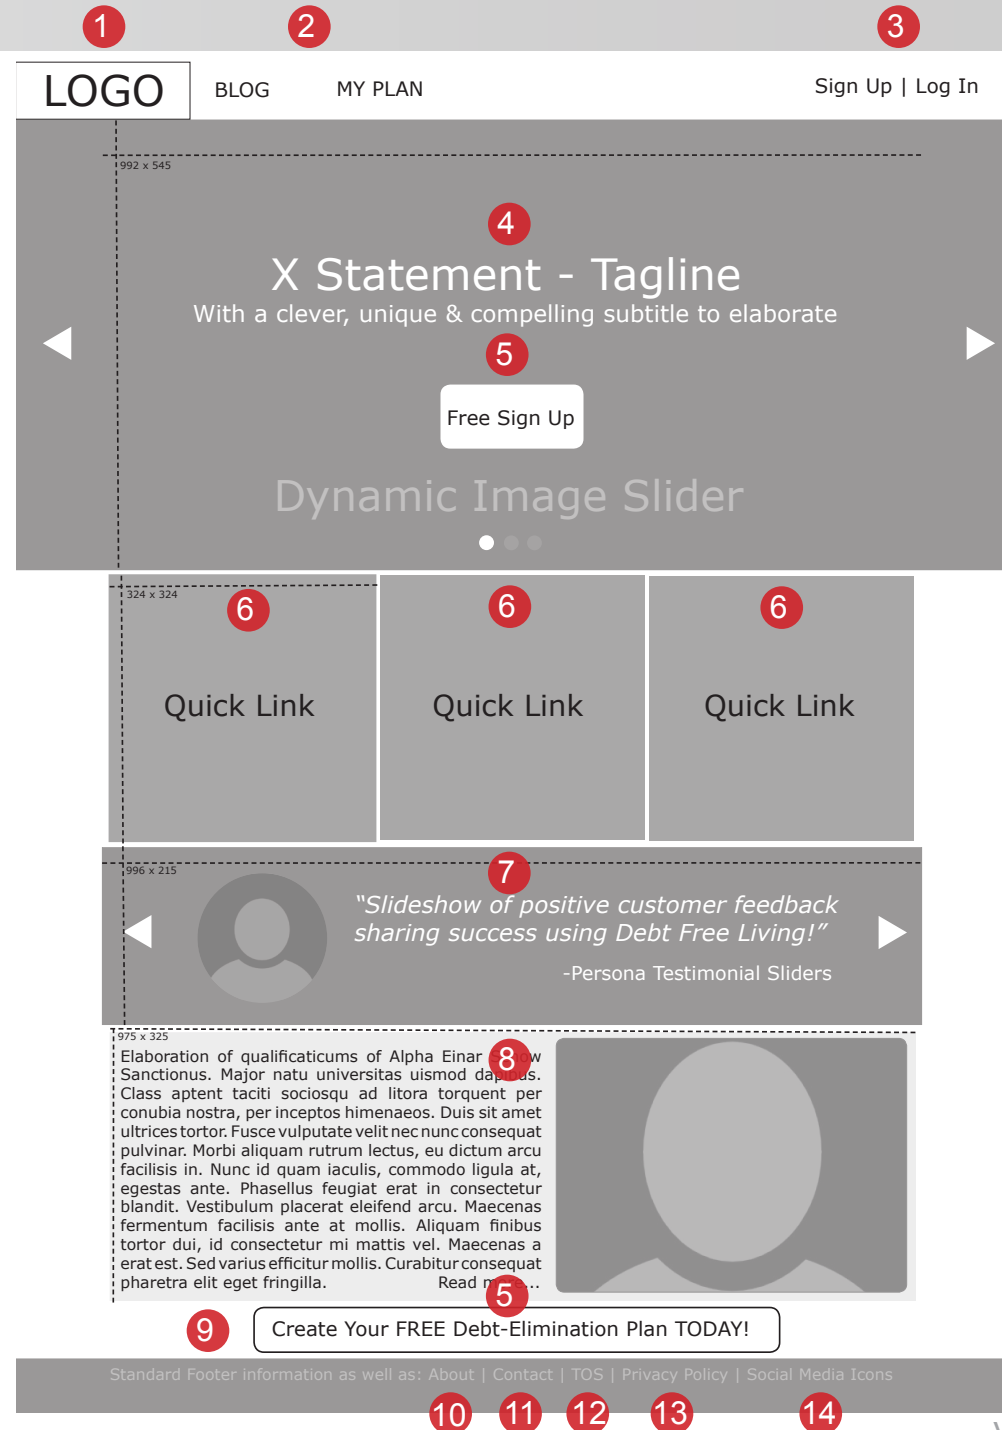 1 2 3
LOGO BLOG MY PLAN Sign Up | Log In
992 x 545
4
X Statement - Tagline
With a clever, unique & compelling subtitle to elaborate
5
Free Sign Up
Dynamic Image Slider
324 x 324
6 6 6
Quick Link Quick Link Quick Link
996 x 215
7
“Slideshow of positive customer feedback
sharing success using Debt Free Living!”
-Persona Testimonial Sliders
975 x 325
8
Elaboration of qualificaticums of Alpha Einar
Sanctionus. Major natu universitas uismod dapibus.
Class aptent taciti sociosqu ad litora torquent per
conubia nostra, per inceptos himenaeos. Duis sit amet
ultrices tortor. Fusce vulputate velit nec nunc consequat
pulvinar. Morbi aliquam rutrum lectus, eu dictum arcu
facilisis in. Nunc id quam iaculis, commodo ligula at,
egestas ante. Phasellus feugiat erat in consectetur
blandit. Vestibulum placerat eleifend arcu. Maecenas
fermentum facilisis ante at mollis. Aliquam finibus
tortor dui, id consectetur mi mattis vel. Maecenas a
erat est. Sed varius efficitur mollis. Curabitur consequat
pharetra elit eget fringilla. Read more...
5
9 Create Your FREE Debt-Elimination Plan TODAY!
Standard Footer information as well as: About | Contact | TOS | Privacy Policy | Social Media Icons
10 11 12 13 14